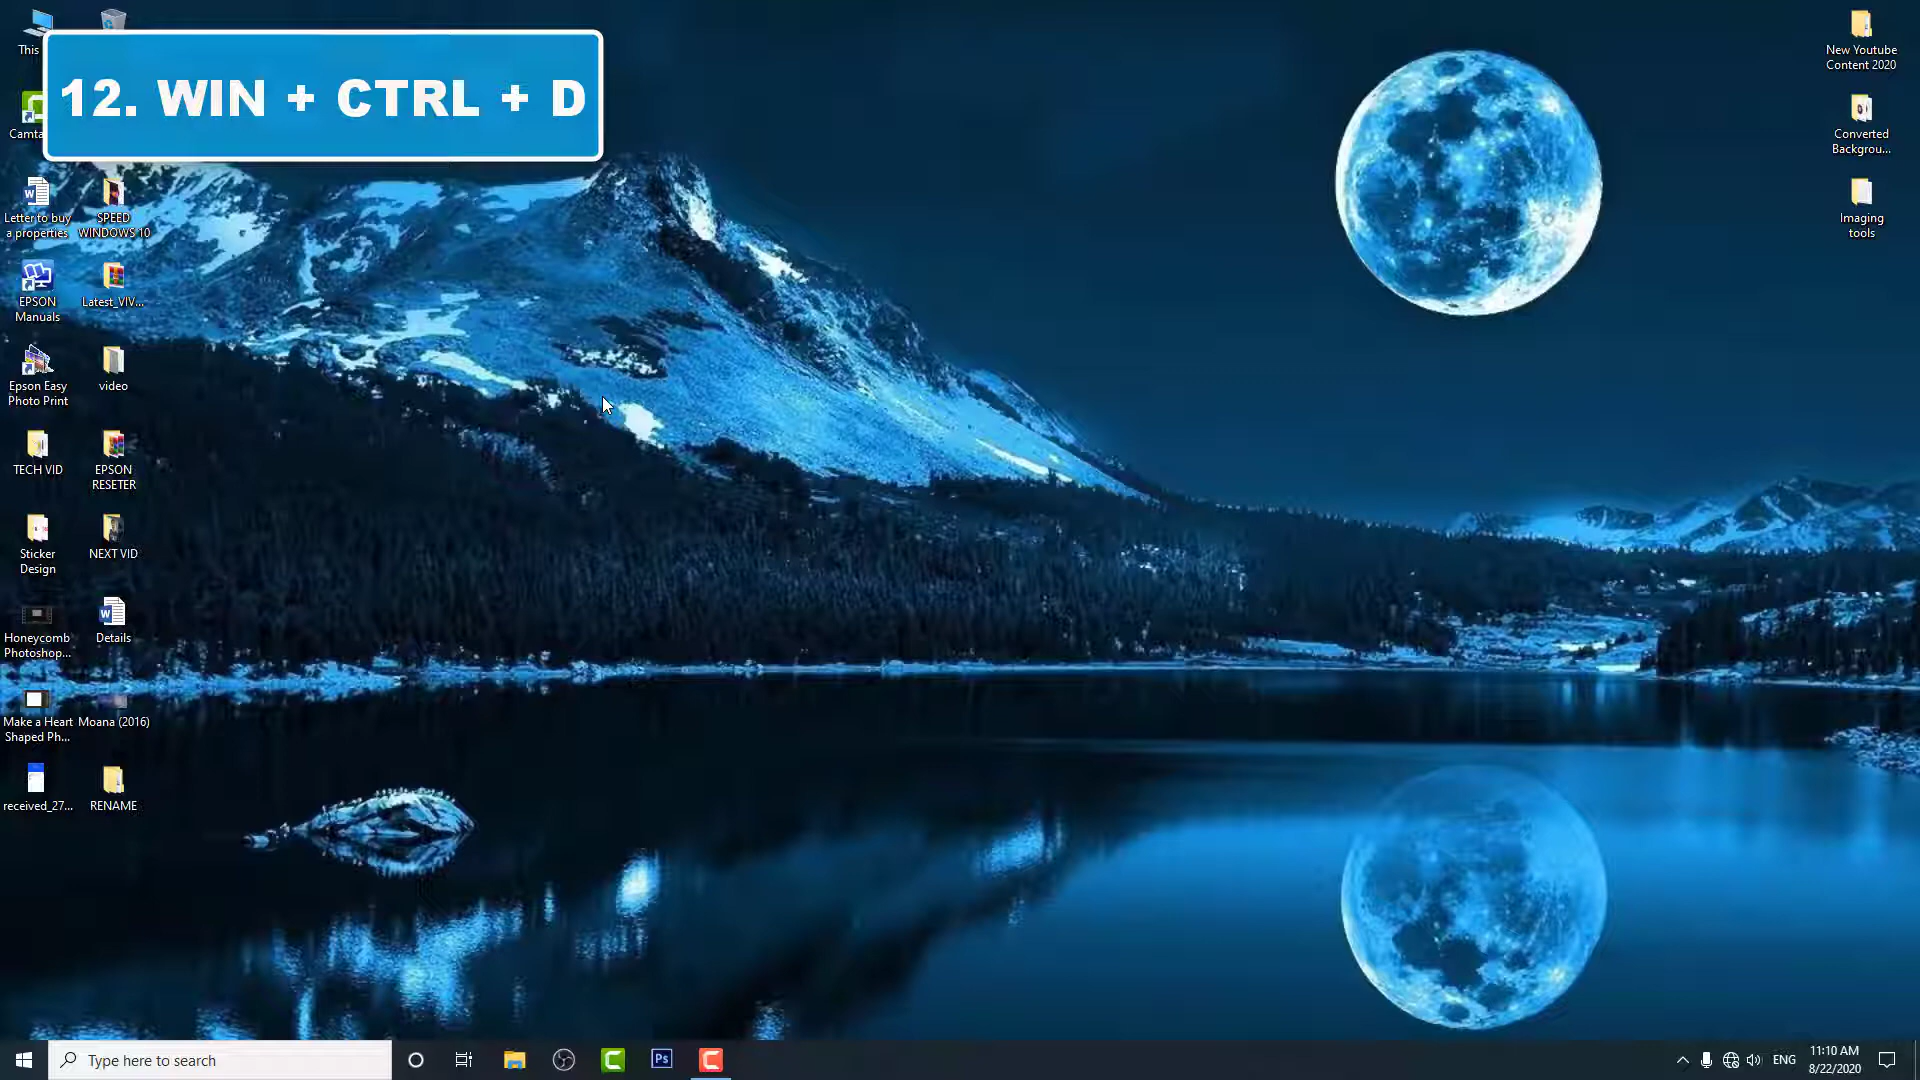 12. WIN + CTRL + D
This
Camta
Letter to buy
a properties
SPEED
WINDOWS 10
EPSON
Manuals
Latest_VIV...
Epson Easy
Photo Print
video
TECH VID
EPSON
RESETER
Sticker
Design
NEXT VID
Honeycomb
Photoshop...
Details
Make a Heart
Shaped Ph...
Moana (2016)
received_27...
RENAME
New Youtube
Content 2020
Converted
Backgrou...
Imaging
tools
Type here to search
Ps
ENG
11:10 AM
8/22/2020